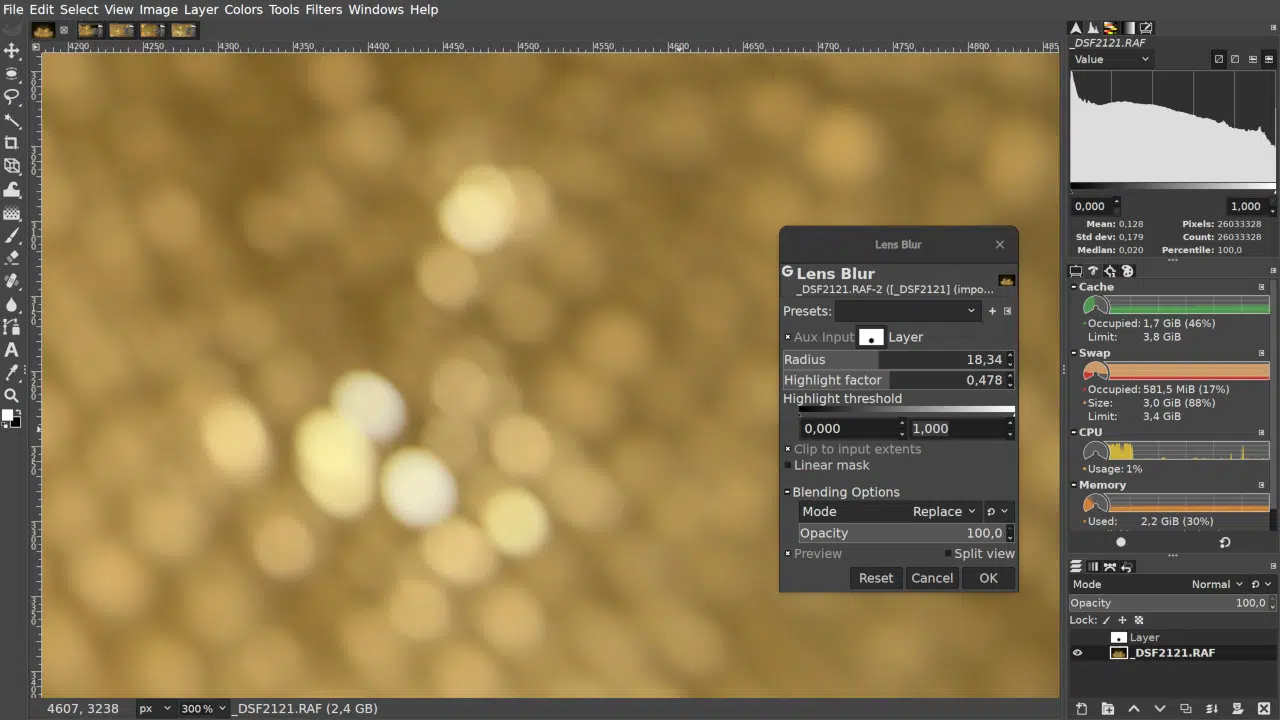 File Edit Select View Image Layer Colors Tools Filters Windows Help
4200 4250 4300 4350 4400 4450 4500 4550 4600 4650 4700 4750 4800 485
_DSF2121.RAF
Value
0,000 1,000
Mean: 0,128 Pixels: 26033328
Std dev: 0,179 Count: 26033328
Median: 0,020 Percentile: 100,0
Cache
Occupied: 1,7 GiB (46%)
Limit: 3,8 GiB
Swap
Occupied: 581,5 MiB (17%)
Size: 3,0 GiB (88%)
Limit: 3,4 GiB
CPU
Usage: 1%
Memory
Used: 2,2 GiB (30%)
Mode Normal
Opacity 100,0
Lock:
Layer
_DSF2121.RAF
Lens Blur
G Lens Blur
_DSF2121.RAF-2 ([_DSF2121] (impo...
Presets:
Aux Input Layer
Radius 18,34
Highlight factor 0,478
Highlight threshold
0,000 1,000
Clip to input extents
Linear mask
Blending Options
Mode Replace
Opacity 100,0
Preview Split view
Reset Cancel OK
4607, 3238 px 300 % _DSF2121.RAF (2,4 GB)